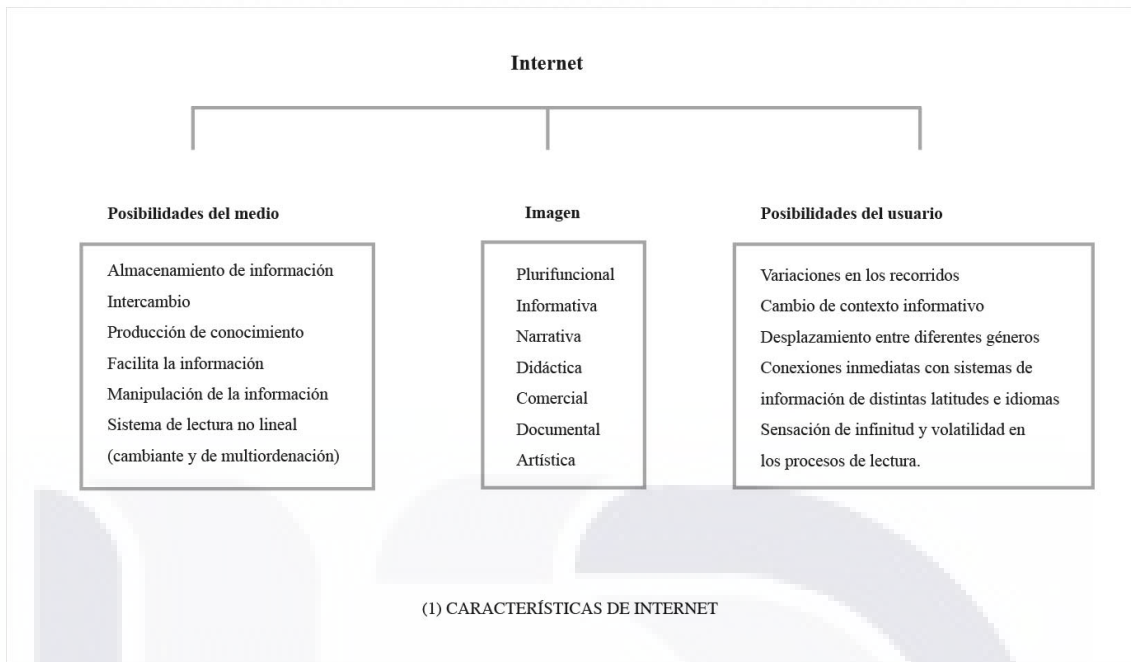 Internet
Posibilidades del medio
Almacenamiento de información
Intercambio
Producción de conocimiento
Facilita la información
Manipulación de la información
Sistema de lectura no lineal
(cambiante y de multiordenación)
Imagen
Plurifuncional
Informativa
Narrativa
Didáctica
Comercial
Documental
Artística
Posibilidades del usuario
Variaciones en los recorridos
Cambio de contexto informativo
Desplazamiento entre diferentes géneros
Conexiones inmediatas con sistemas de
información de distintas latitudes e idiomas
Sensación de infinitud y volatilidad en
los procesos de lectura.
(1) CARACTERÍSTICAS DE INTERNET